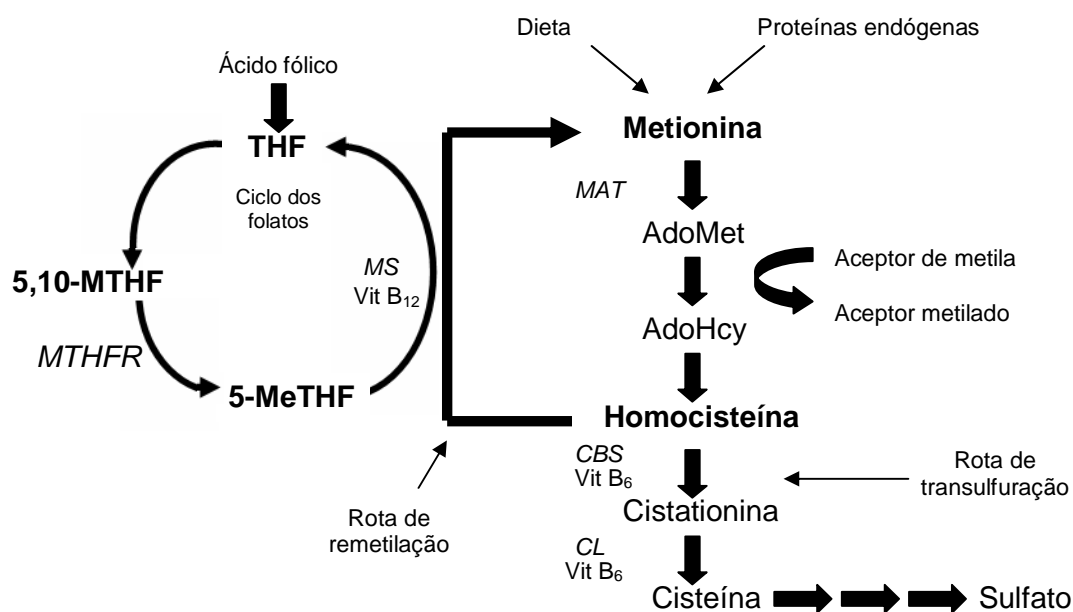 Dieta
Proteínas endógenas
Ácido fólico
THF
Ciclo dos
folatos
5,10-MTHF
MTHFR
5-MeTHF
MS
Vit B₁₂
Metionina
MAT
AdoMet
Aceptor de metila
Aceptor metilado
AdoHcy
Homocisteína
CBS
Vit B₆
Rota de
transulfuração
Rota de
remetilação
Cistationina
CL
Vit B₆
Cisteína
Sulfato